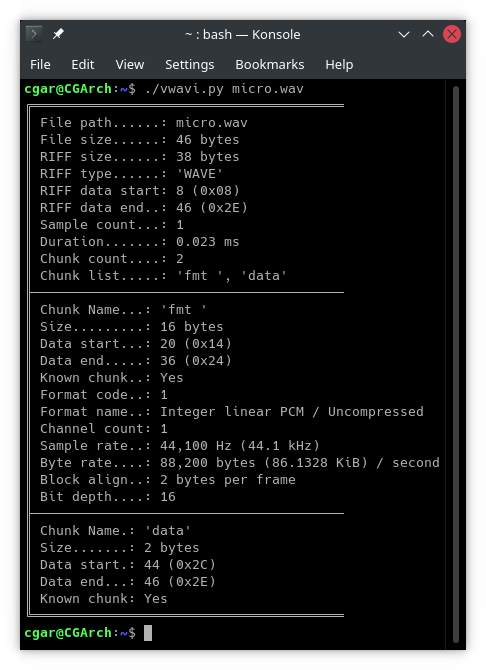 ~ : bash — Konsole
File Edit View Settings Bookmarks Help
cgar@CGArch:~$ ./vwavi.py micro.wav
File path......: micro.wav
File size......: 46 bytes
RIFF size......: 38 bytes
RIFF type......: 'WAVE'
RIFF data start: 8 (0x08)
RIFF data end..: 46 (0x2E)
Sample count...: 1
Duration.......: 0.023 ms
Chunk count....: 2
Chunk list.....: 'fmt ', 'data'
Chunk Name...: 'fmt '
Size.........: 16 bytes
Data start...: 20 (0x14)
Data end.....: 36 (0x24)
Known chunk..: Yes
Format code..: 1
Format name..: Integer linear PCM / Uncompressed
Channel count: 1
Sample rate..: 44,100 Hz (44.1 kHz)
Byte rate....: 88,200 bytes (86.1328 KiB) / second
Block align..: 2 bytes per frame
Bit depth....: 16
Chunk Name.: 'data'
Size.......: 2 bytes
Data start.: 44 (0x2C)
Data end...: 46 (0x2E)
Known chunk: Yes
cgar@CGArch:~$